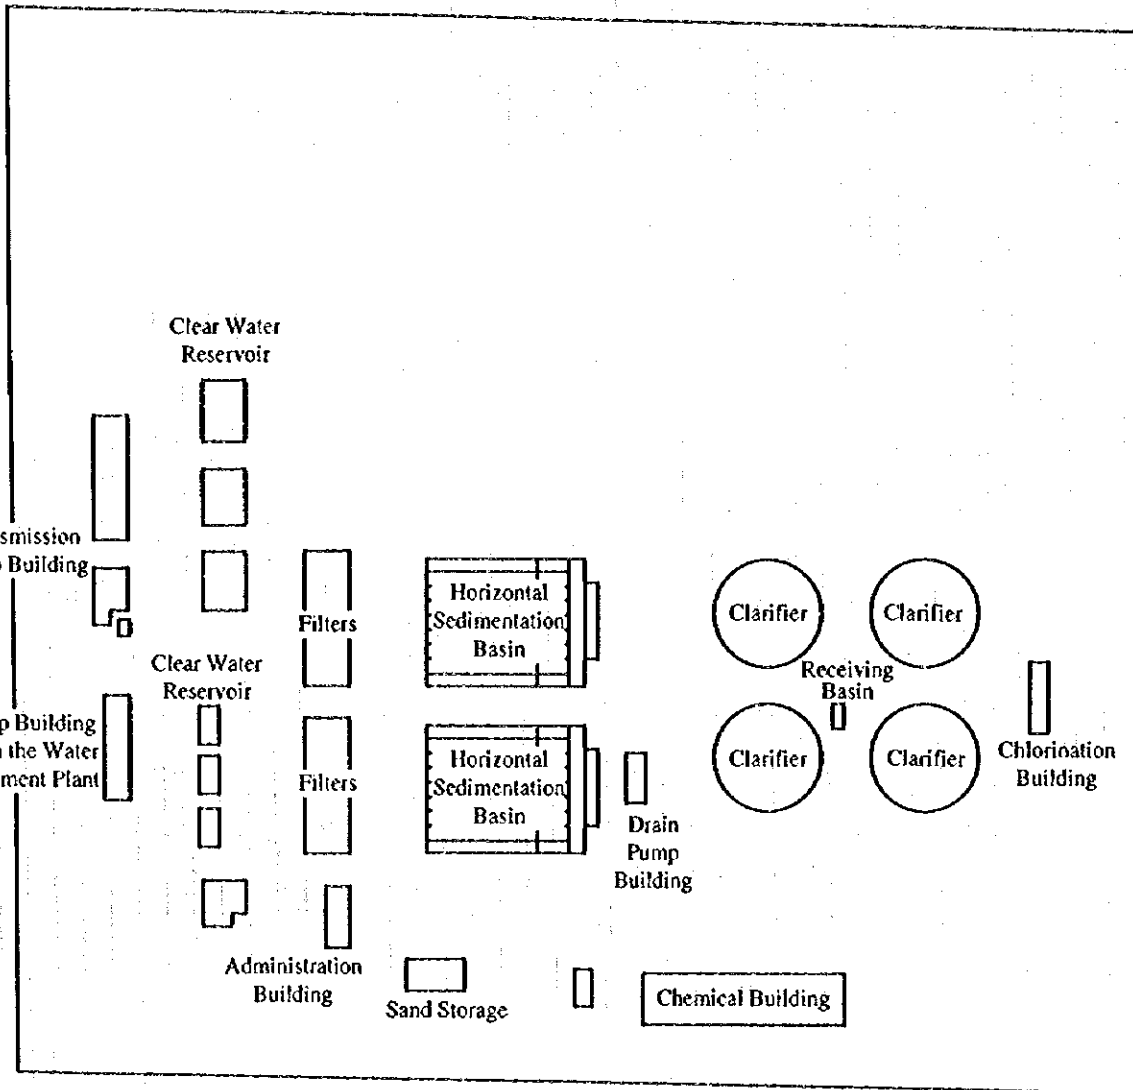 Clear Water
Reservoir
smission
Building
Filters
Horizontal
Sedimentation
Basin
Clarifier
Clarifier
Clear Water
Reservoir
Receiving
Basin
p Building
the Water
ment Plant
Filters
Horizontal
Sedimentation
Basin
Clarifier
Clarifier
Chlorination
Building
Drain
Pump
Building
Administration
Building
Sand Storage
Chemical Building